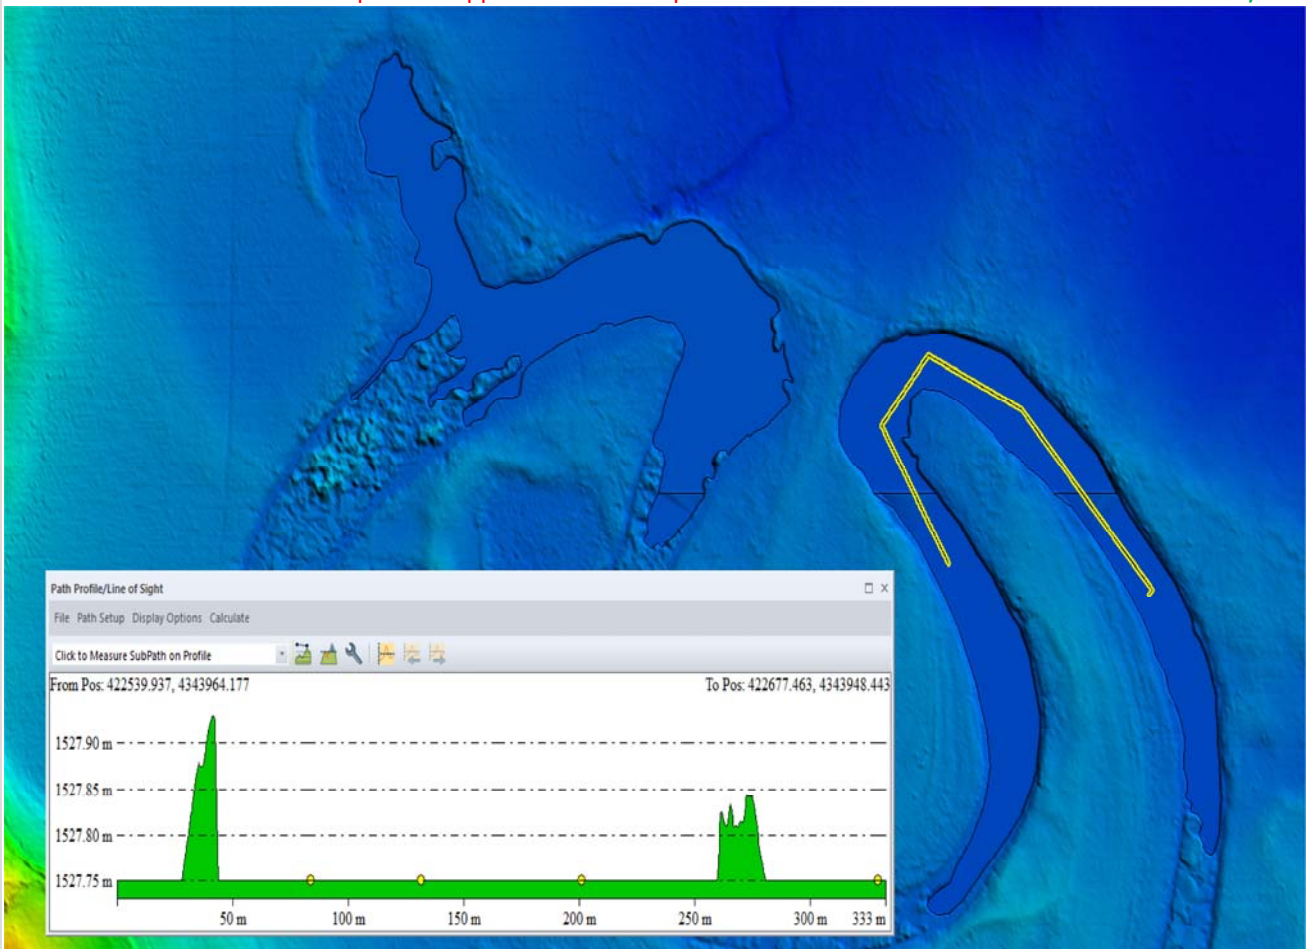 Path Profile/Line of Sight
File Path Setup Display Options Calculate
Click to Measure SubPath on Profile
From Pos: 422539.937, 4343964.177 To Pos: 422677.463, 4343948.443
1527.90 m
1527.85 m
1527.80 m
1527.75 m
50 m 100 m 150 m 200 m 250 m 300 m 333 m